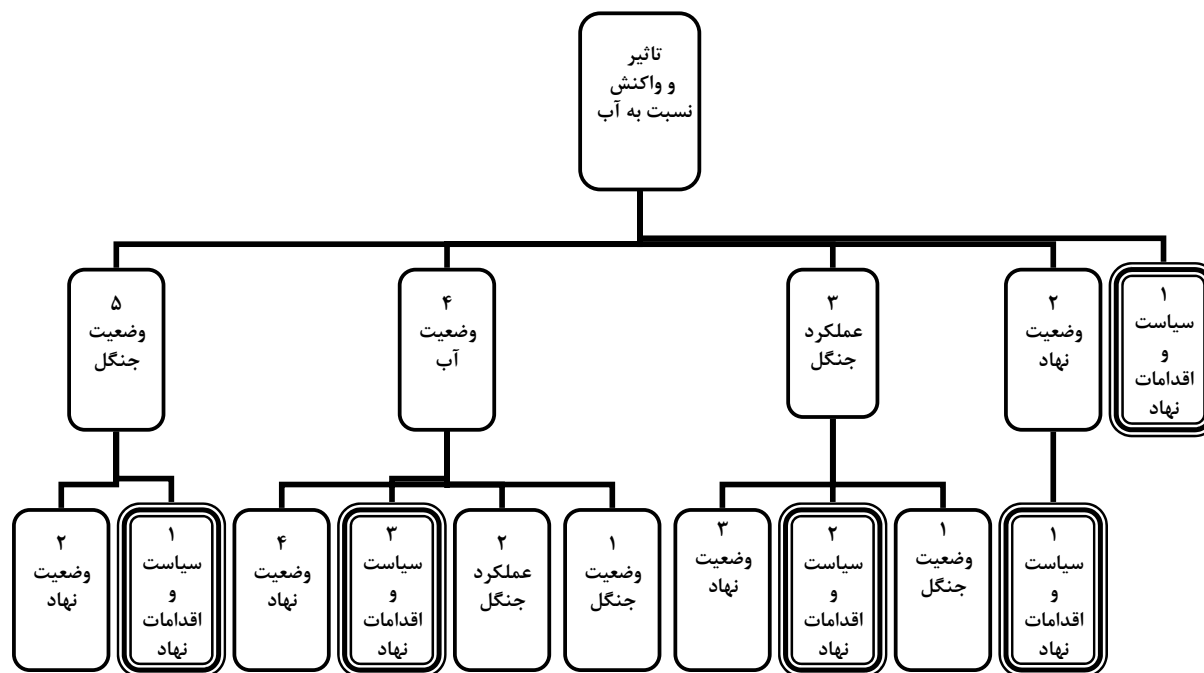 تاثیر
و واکنش
نسبت به آب
۱
سیاست
و
اقدامات
نهاد
۲
وضعیت
نهاد
۳
عملکرد
جنگل
۴
وضعیت
آب
۵
وضعیت
جنگل
۱
سیاست
و
اقدامات
نهاد
۱
وضعیت
جنگل
۲
سیاست
و
اقدامات
نهاد
۳
وضعیت
نهاد
۱
وضعیت
جنگل
۲
عملکرد
جنگل
۳
سیاست
و
اقدامات
نهاد
۴
وضعیت
نهاد
۱
سیاست
و
اقدامات
نهاد
۲
وضعیت
نهاد